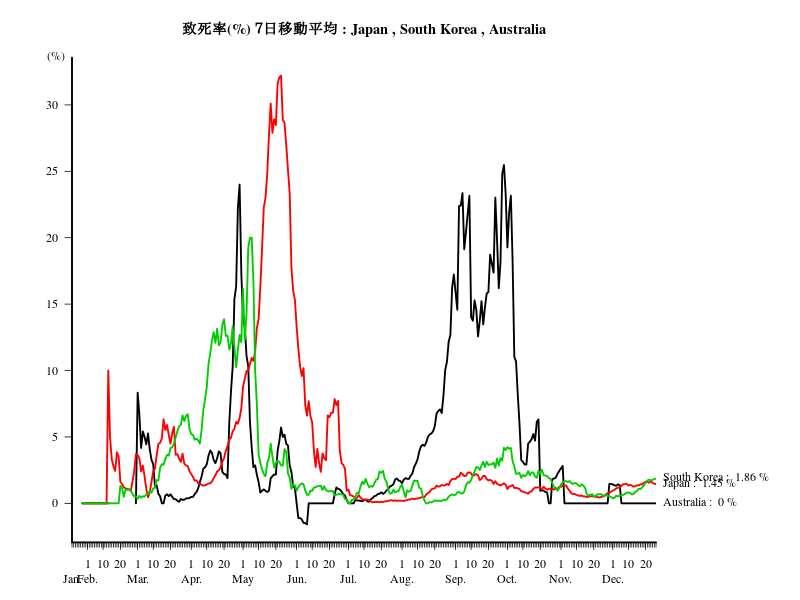 致死率(%) 7日移動平均 : Japan , South Korea , Australia
(%)
30
25
20
15
10
5
0
South Korea : 1.86 %
Japan : 1.45 %
Australia : 0 %
1 10 20 1 10 20 1 10 20 1 10 20 1 10 20 1 10 20 1 10 20 1 10 20 1 10 20 1 10 20 1 10 20
Jan. Feb. Mar. Apr. May Jun. Jul. Aug. Sep. Oct. Nov. Dec.